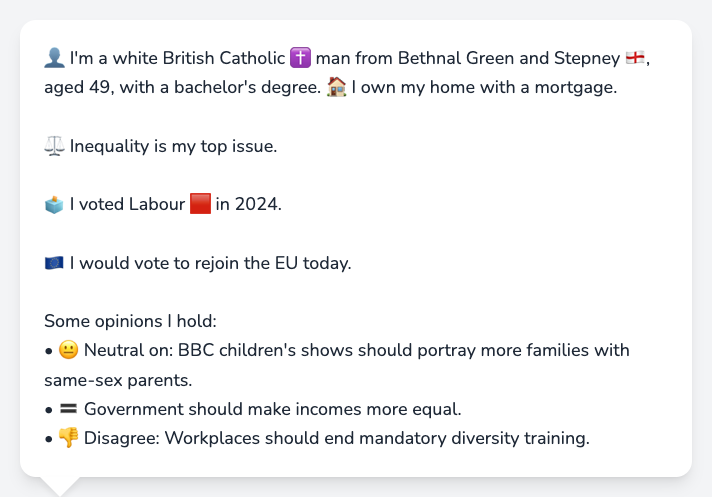 👤 I'm a white British Catholic ✝️ man from Bethnal Green and Stepney 🏴󠁧󠁢󠁥󠁮󠁧󠁿,
aged 49, with a bachelor's degree. 🏠 I own my home with a mortgage.
⚖️ Inequality is my top issue.
🗳️ I voted Labour 🟥 in 2024.
🇪🇺 I would vote to rejoin the EU today.
Some opinions I hold:
• 😐 Neutral on: BBC children's shows should portray more families with
same-sex parents.
• 🟰 Government should make incomes more equal.
• 👎 Disagree: Workplaces should end mandatory diversity training.